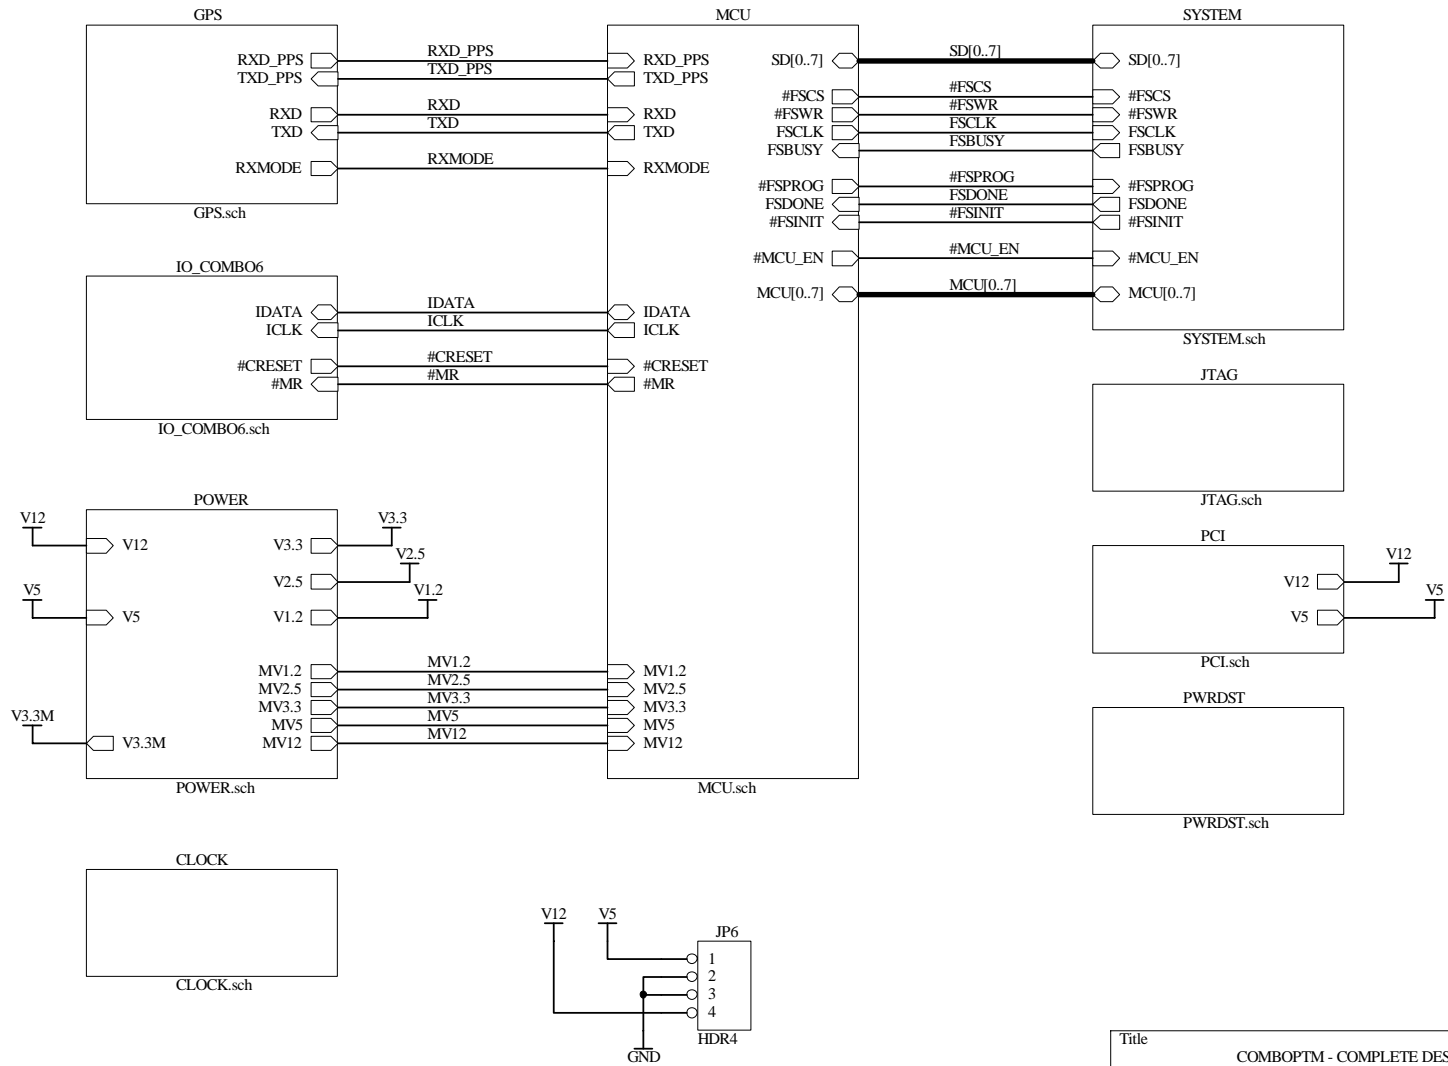 GPS
RXD_PPS
TXD_PPS
RXD
TXD
RXMODE
GPS.sch
RXD_PPS
TXD_PPS
RXD
TXD
RXMODE
MCU
RXD_PPS
TXD_PPS
RXD
TXD
RXMODE
SD[0..7]
#FSCS
#FSWR
FSCLK
FSBUSY
#FSPROG
FSDONE
#FSINIT
#MCU_EN
MCU[0..7]
SD[0..7]
#FSCS
#FSWR
FSCLK
FSBUSY
#FSPROG
FSDONE
#FSINIT
#MCU_EN
MCU[0..7]
SYSTEM
SD[0..7]
#FSCS
#FSWR
FSCLK
FSBUSY
#FSPROG
FSDONE
#FSINIT
#MCU_EN
MCU[0..7]
SYSTEM.sch
IO_COMBO6
IDATA
ICLK
#CRESET
#MR
IO_COMBO6.sch
IDATA
ICLK
#CRESET
#MR
IDATA
ICLK
#CRESET
#MR
JTAG
JTAG.sch
POWER
V12
V5
V3.3M
V12
V5
V3.3M
V3.3
V2.5
V1.2
MV1.2
MV2.5
MV3.3
MV5
MV12
V3.3
V2.5
V1.2
POWER.sch
MV1.2
MV2.5
MV3.3
MV5
MV12
MV1.2
MV2.5
MV3.3
MV5
MV12
MCU.sch
PCI
V12
V5
V12
V5
PCI.sch
PWRDST
PWRDST.sch
CLOCK
CLOCK.sch
V12
V5
JP6
1
2
3
4
HDR4
GND
Title
COMBOPTM - COMPLETE DES